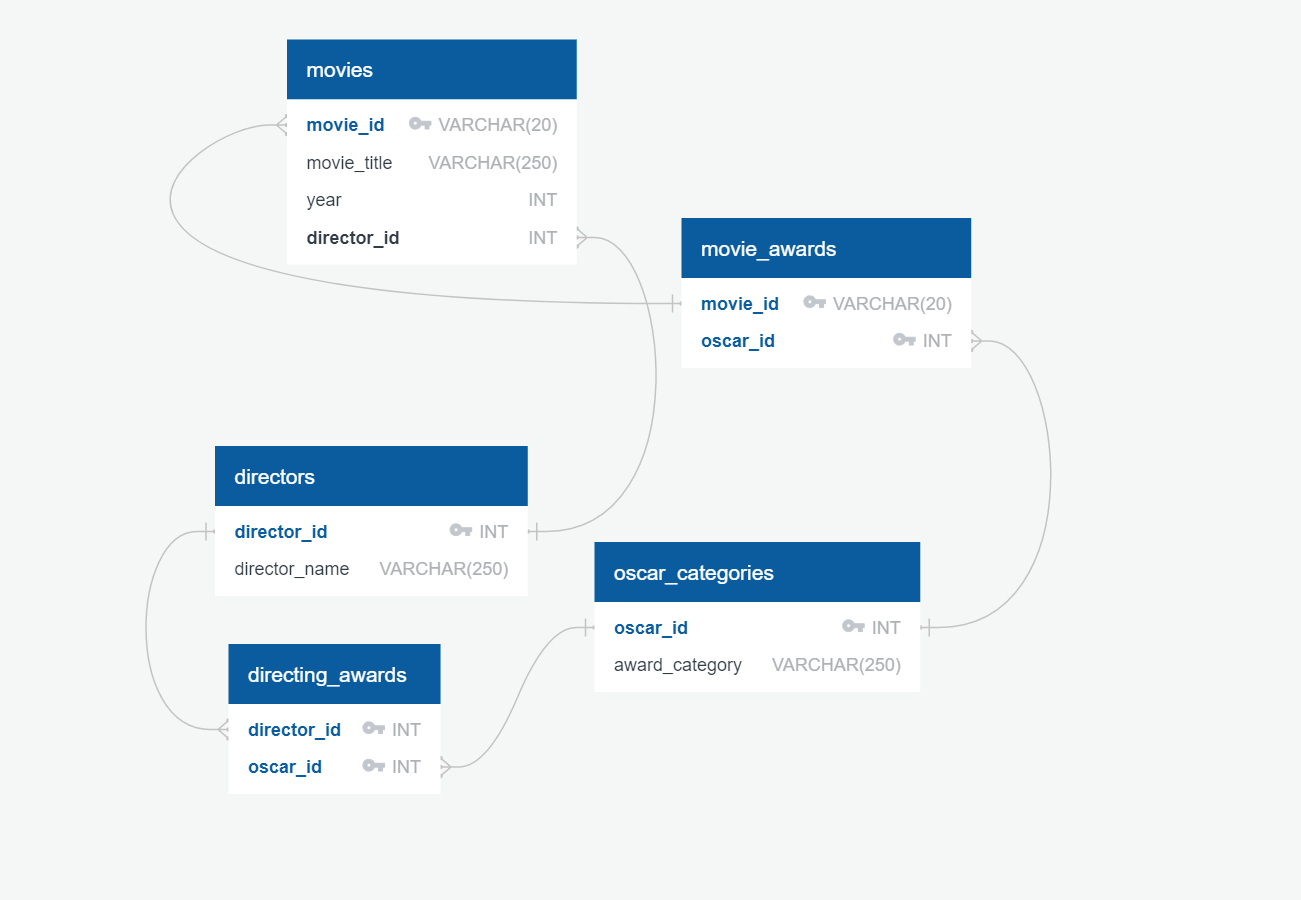 movies
movie_id VARCHAR(20)
movie_title VARCHAR(250)
year INT
director_id INT
movie_awards
movie_id VARCHAR(20)
oscar_id INT
directors
director_id INT
director_name VARCHAR(250)
oscar_categories
oscar_id INT
award_category VARCHAR(250)
directing_awards
director_id INT
oscar_id INT